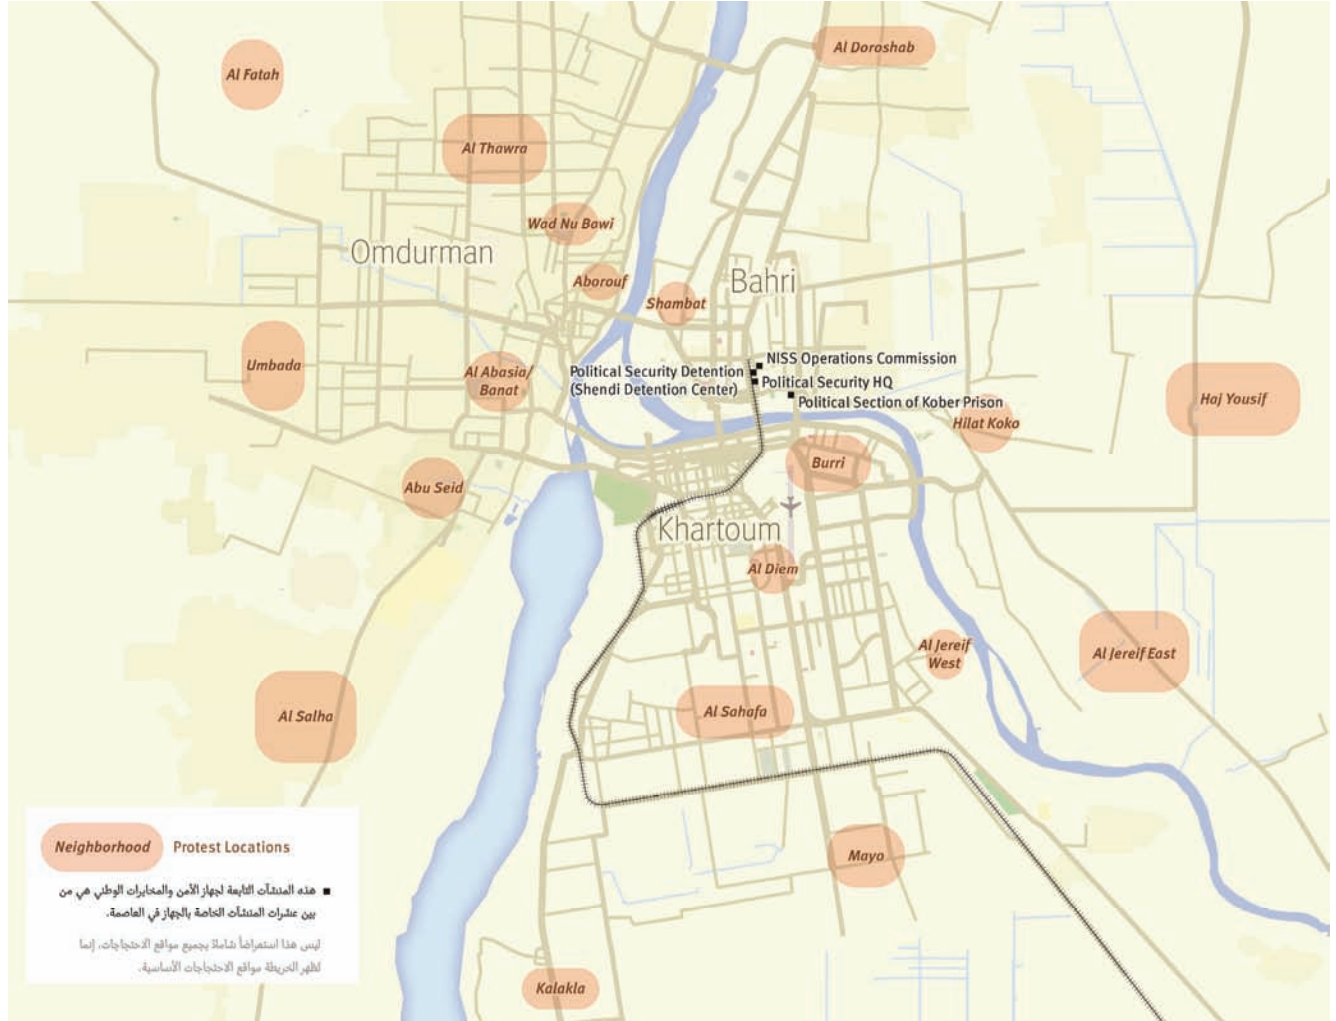 Al Doroshab
Al Fatah
Al Thawra
Wad Nu Bawi
Omdurman
Aborouf
Bahri
Shambat
NISS Operations Commission
Umbada
Al Abasia/
Banat
Political Security Detention
(Shendi Detention Center)
Political Security HQ
Political Section of Kober Prison
Haj Yousif
Hilat Koko
Burri
Abu Seid
Khartoum
Al Diem
Al Jereif
West
Al Jereif East
Al Salha
Al Sahafa
Mayo
Kalakla
Neighborhood
Protest Locations
■ هذه المنشآت التابعة لجهاز الأمن والمخابرات الوطني هي من
بين عشرات المنشآت الخاصة بالجهاز في العاصمة.
ليس هذا استعراضاً شاملاً بجميع مواقع الاحتجاجات، إنما
تظهر الخريطة مواقع الاحتجاجات الأساسية.